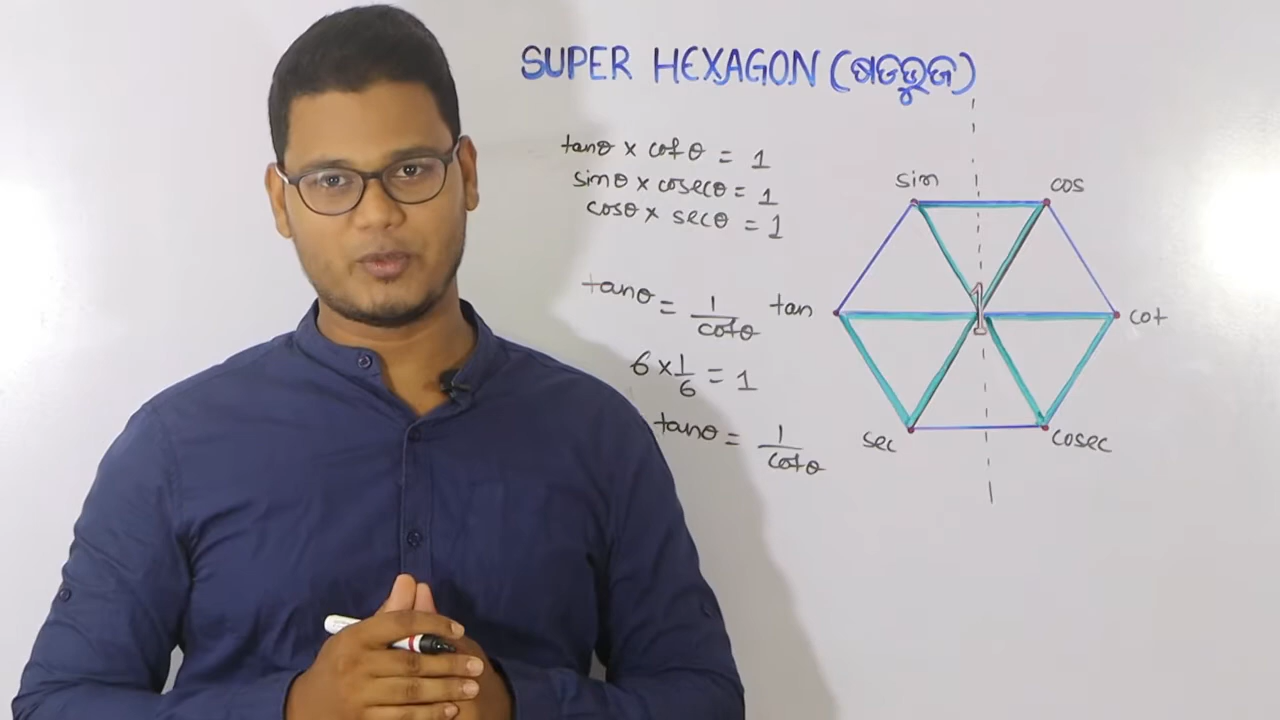 SUPER HEXAGON (ଷଡଭୁଜ)
tanθ × cotθ = 1
sinθ × cosecθ = 1
cosθ × secθ = 1
tanθ = 1/cotθ
6 × 1/6 = 1
tanθ = 1/cotθ
sin
cos
tan
1
cot
sec
cosec